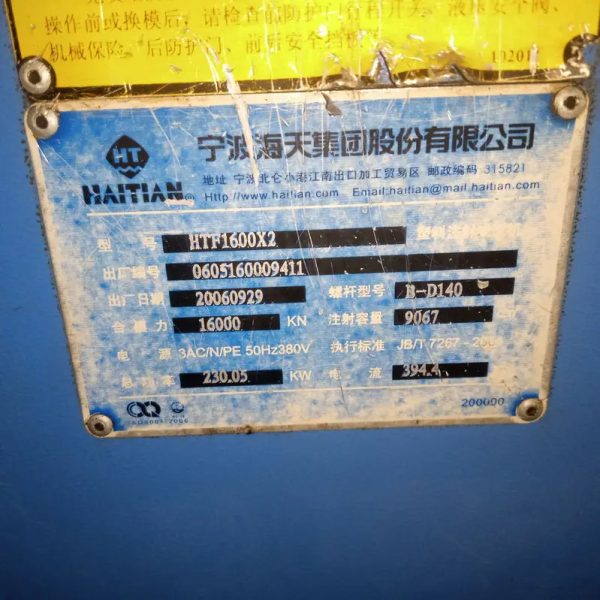 操作前或换模后,请检查前防护门各行程开关、液压安全阀、
机械保险、后防护门、前后安全挡板
HT
HAITIAN®
宁波海天集团股份有限公司
地址 宁波北仑小港江南出口加工贸易区 邮政编码 315821
Http://www.haitian.com Email:haitian@mail.haitian.com
型 号 HTF1600X2
出厂编号 0605160009411
出厂日期 20060929 螺杆型号 B-D140
合模力 16000 KN 注射容量 9067
电 源 3AC/N/PE 50Hz380V 执行标准 JB/T 7267-
总功率 230.05 KW 电 流 394.4
200000